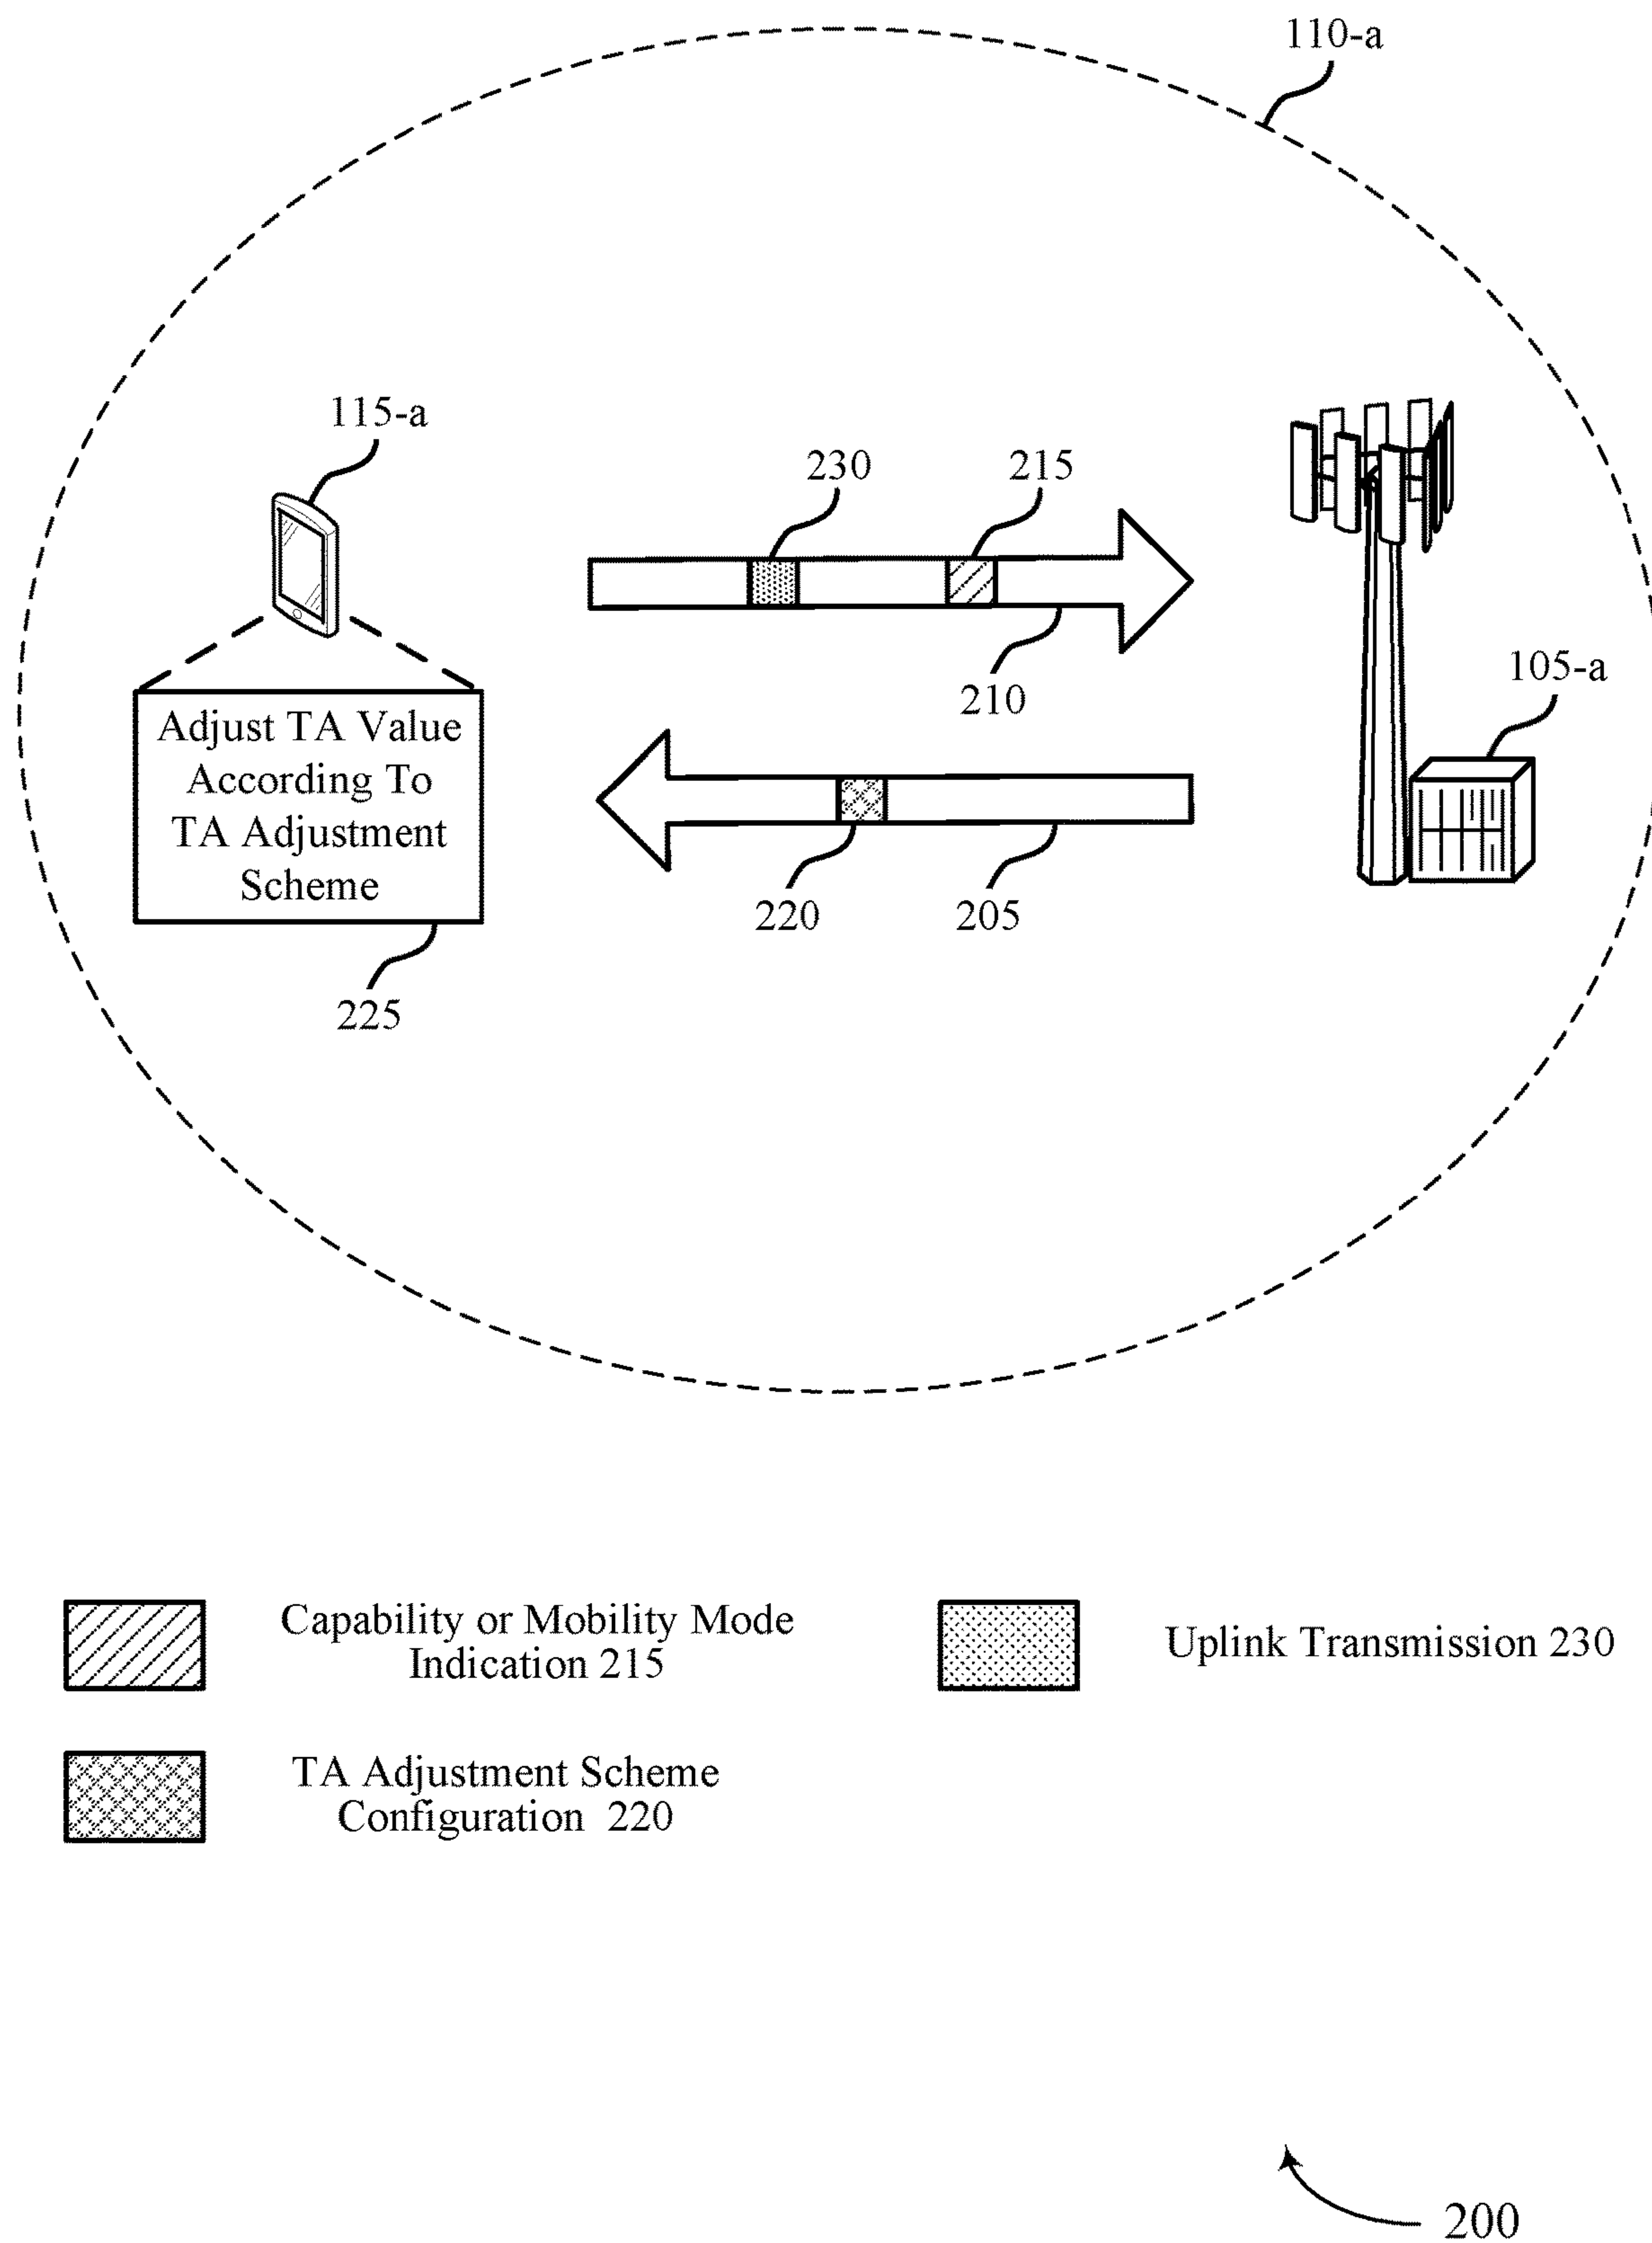 110-a
115-a
230
215
210
105-a
Adjust TA Value
According To
TA Adjustment
Scheme
220
205
225
Capability or Mobility Mode
Indication 215
Uplink Transmission 230
TA Adjustment Scheme
Configuration 220
200